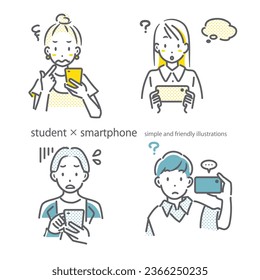 student × smartphone simple and friendly illustrations
shutterstock.com · 2366250235